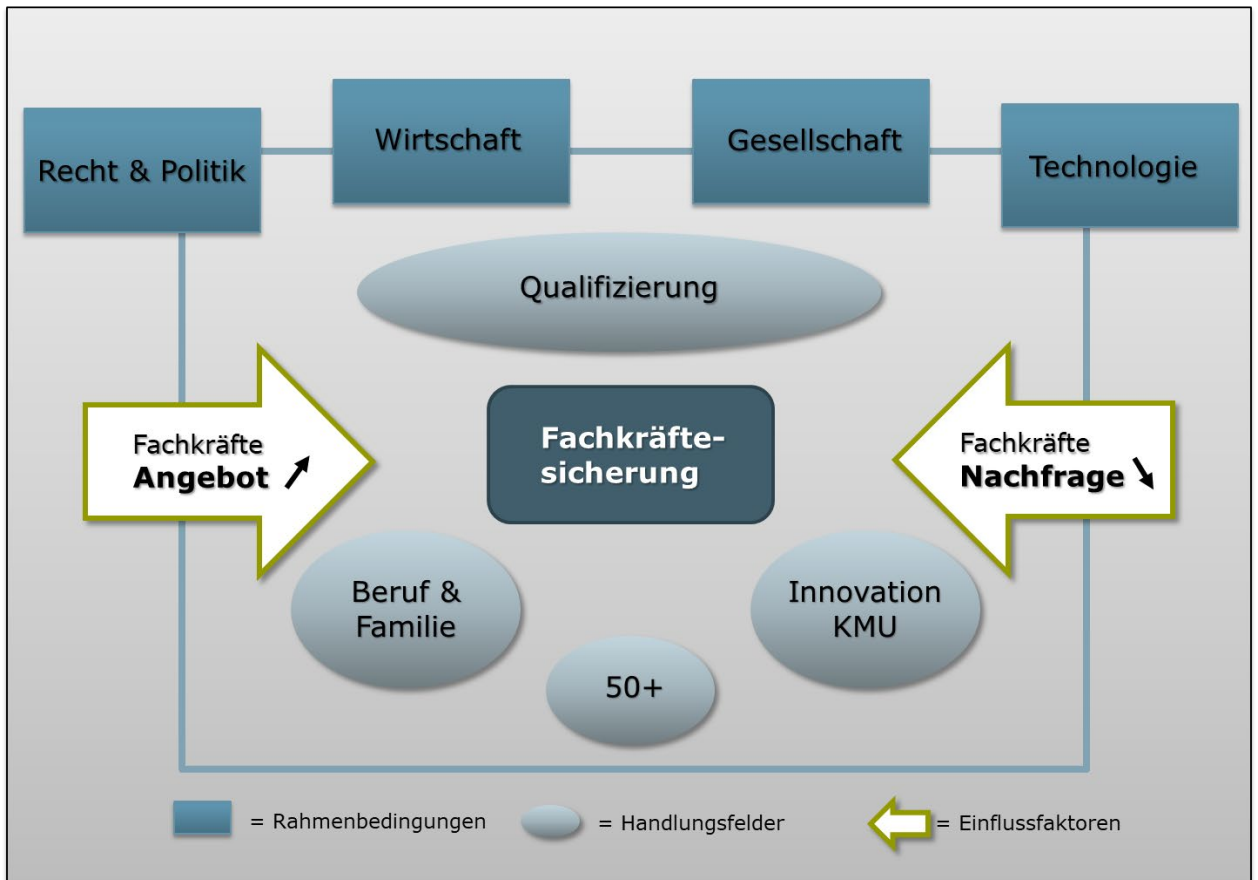 Recht & Politik
Wirtschaft
Gesellschaft
Technologie
Qualifizierung
Fachkräfte
Angebot
Fachkräfte-
sicherung
Fachkräfte
Nachfrage
Beruf &
Familie
50+
Innovation
KMU
= Rahmenbedingungen
= Handlungsfelder
= Einflussfaktoren